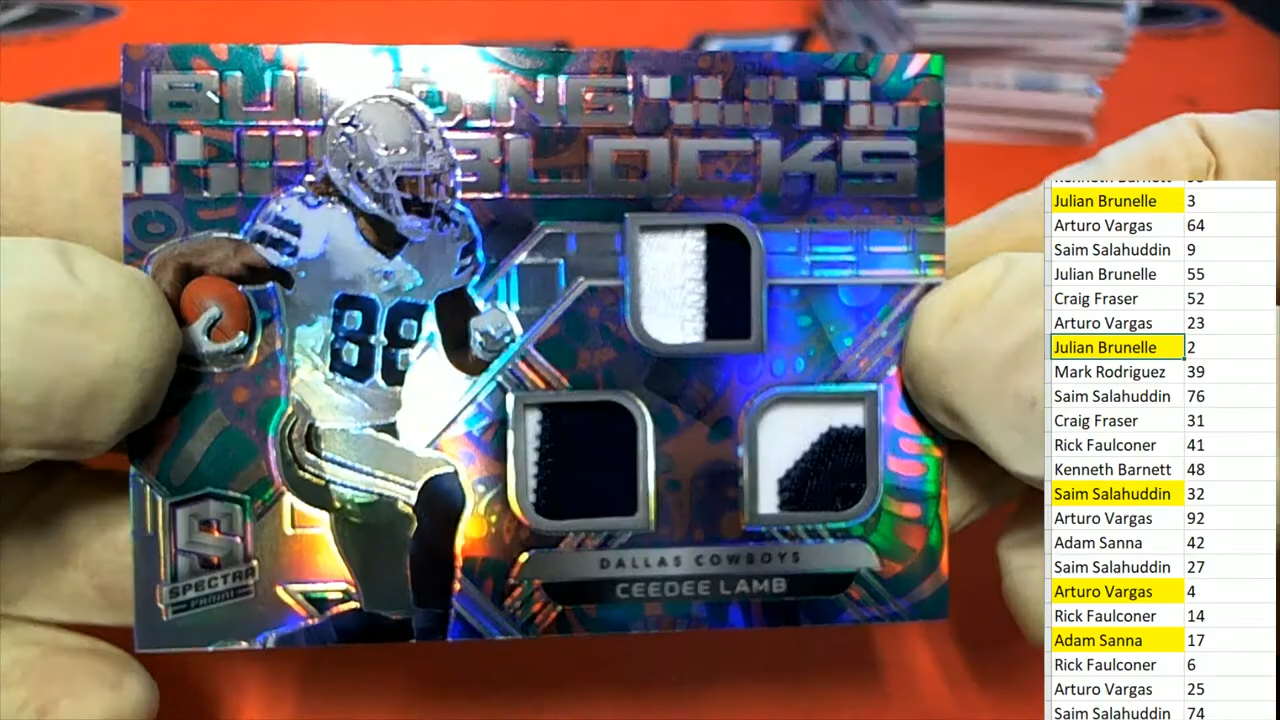 BUILDING
BLOCKS
88
S
SPECTRA
PANINI
DALLAS COWBOYS
CEEDEE LAMB
Kenneth Barnett
Julian Brunelle 3
Arturo Vargas 64
Saim Salahuddin 9
Julian Brunelle 55
Craig Fraser 52
Arturo Vargas 23
Julian Brunelle 2
Mark Rodriguez 39
Saim Salahuddin 76
Craig Fraser 31
Rick Faulconer 41
Kenneth Barnett 48
Saim Salahuddin 32
Arturo Vargas 92
Adam Sanna 42
Saim Salahuddin 27
Arturo Vargas 4
Rick Faulconer 14
Adam Sanna 17
Rick Faulconer 6
Arturo Vargas 25
Saim Salahuddin 74